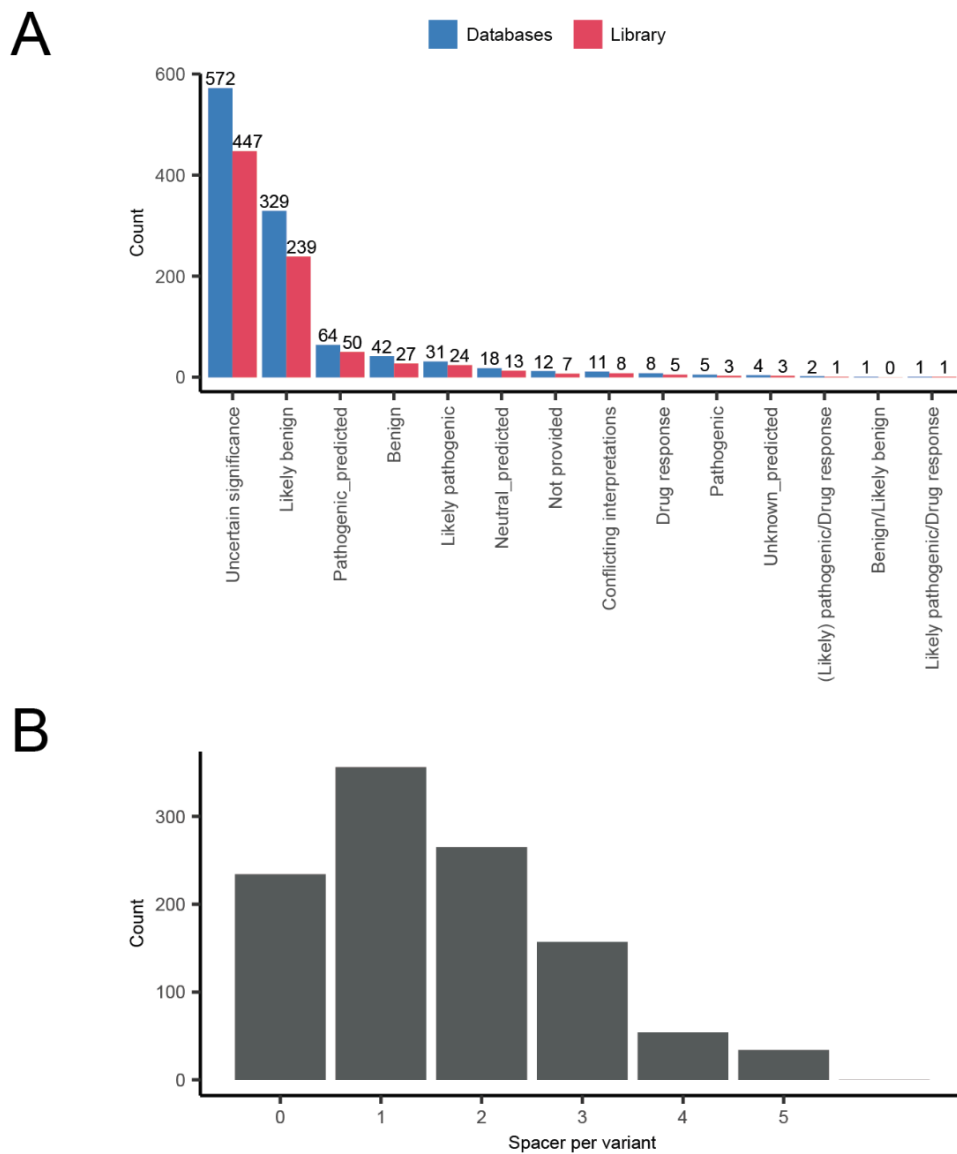 A
Databases Library
600
400
200
0
Count
572 447 329 239 64 50 42 27 31 24 18 13 12 7 11 8 8 5 5 3 4 3 2 1 1 0 1 1
Uncertain significance
Likely benign
Pathogenic_predicted
Benign
Likely pathogenic
Neutral_predicted
Not provided
Conflicting interpretations
Drug response
Pathogenic
Unknown_predicted
(Likely) pathogenic/Drug response
Benign/Likely benign
Likely pathogenic/Drug response
B
300
200
100
0
Count
0 1 2 3 4 5
Spacer per variant